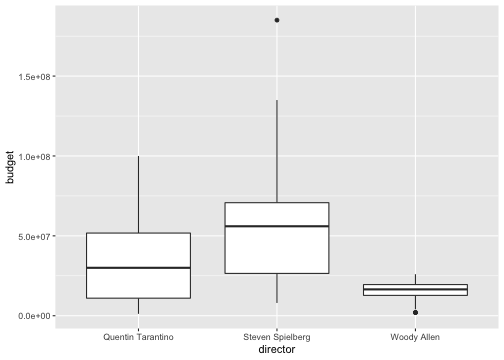 1.5e+08
1.0e+08
5.0e+07
0.0e+00
budget
Quentin Tarantino
Steven Spielberg
Woody Allen
director